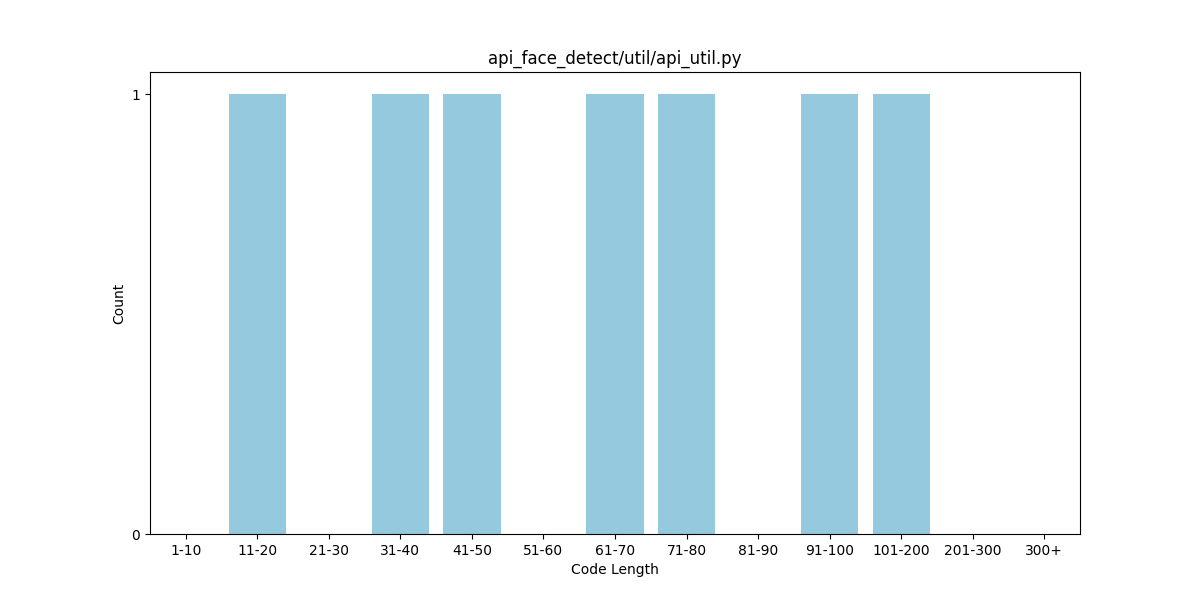 api_face_detect/util/api_util.py
1
Count
0
1-10 11-20 21-30 31-40 41-50 51-60 61-70 71-80 81-90 91-100 101-200 201-300 300+
Code Length